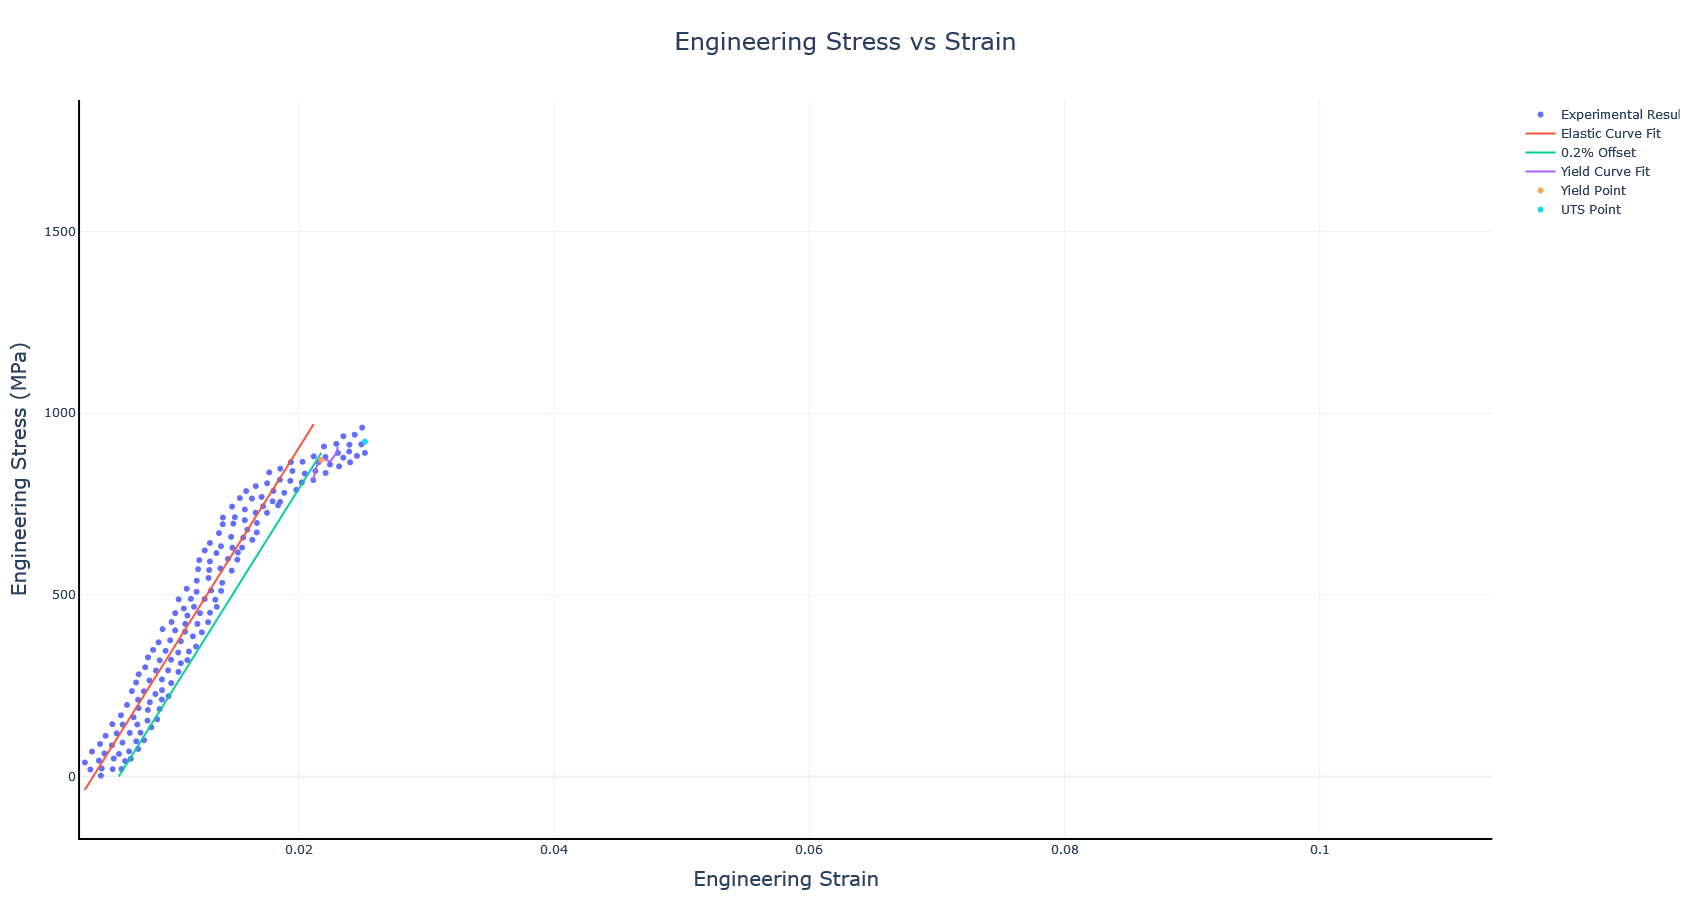 Engineering Stress vs Strain
Experimental Resul
Elastic Curve Fit
0.2% Offset
Yield Curve Fit
Yield Point
UTS Point
1500
1000
500
0
Engineering Stress (MPa)
0.02
0.04
0.06
0.08
0.1
Engineering Strain